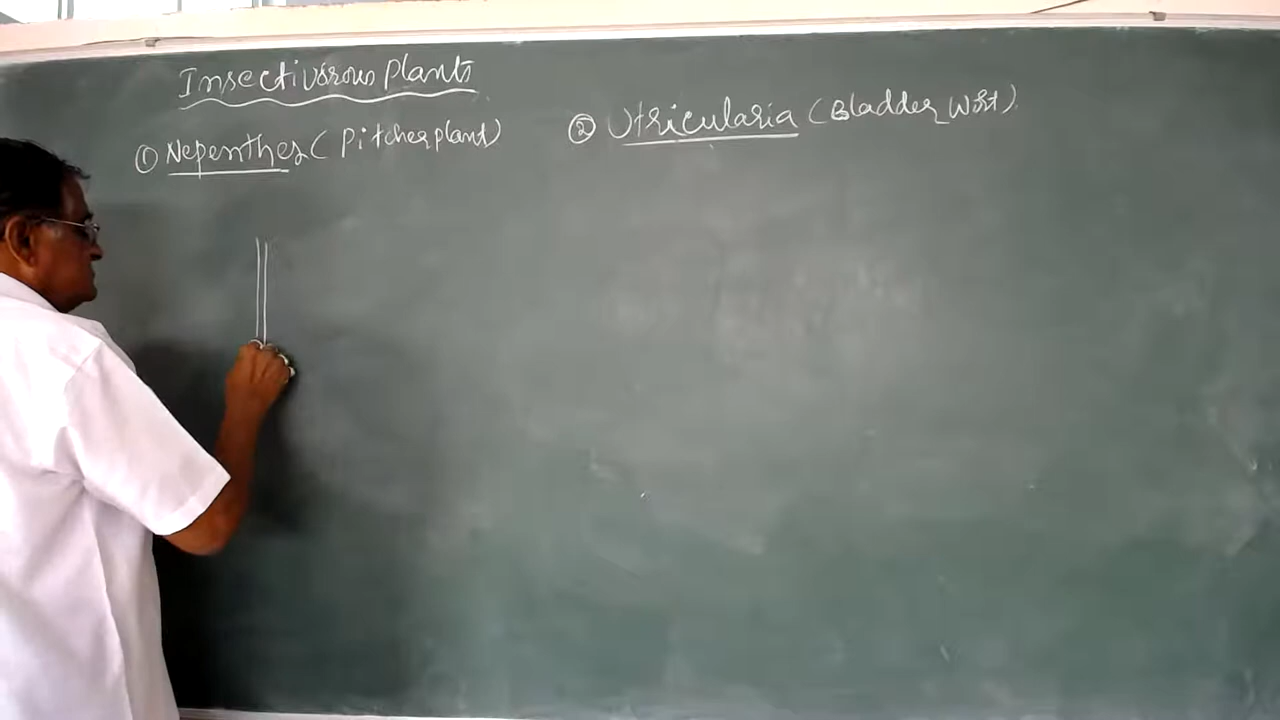 Insectivorous Plants
① Nepenthes (Pitcher plant)
② Utricularia (Bladder Wort)